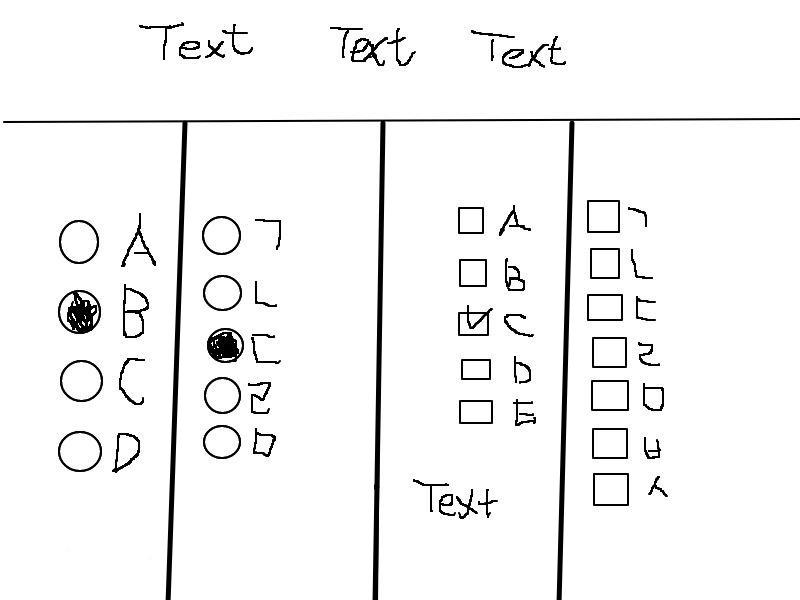 Text Text Text
A
B
C
D
ㄱ
ㄴ
ㄷ
ㄹ
ㅁ
A
B
C
D
E
Text
ㄱ
ㄴ
ㄷ
ㄹ
ㅁ
ㅂ
ㅅ